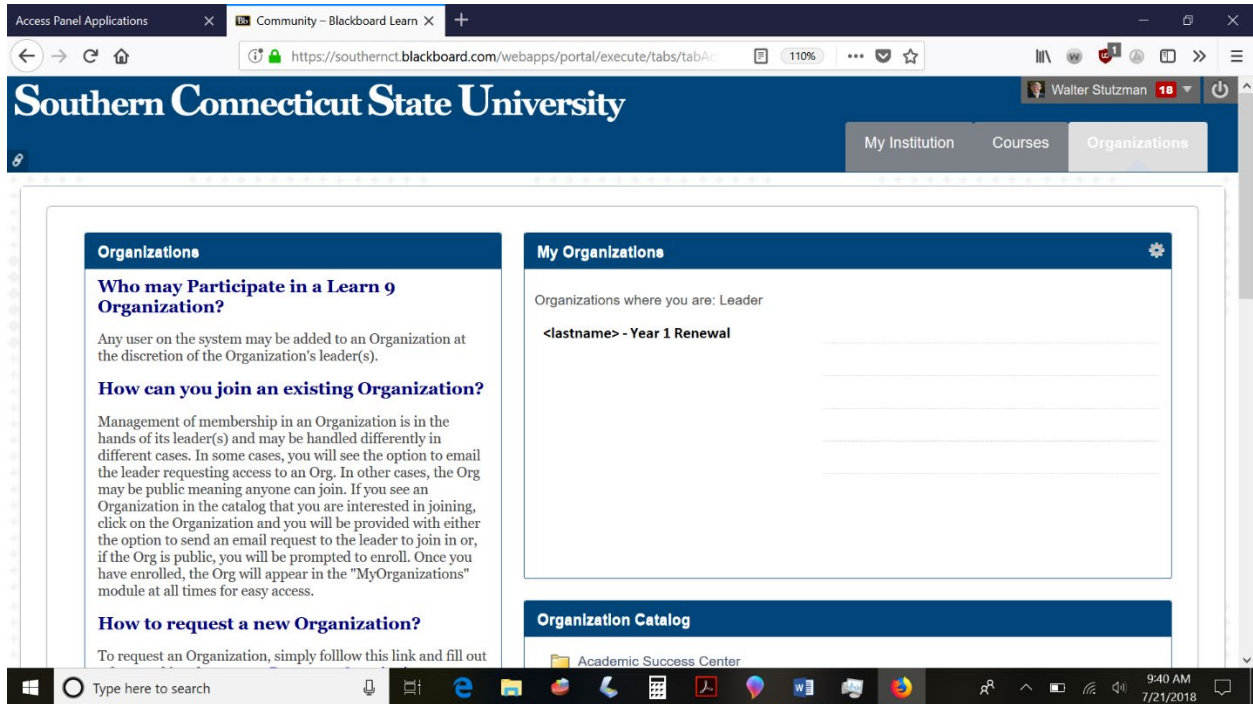 Access Panel Applications
Community – Blackboard Learn
https://southernct.blackboard.com/webapps/portal/execute/tabs/tabAc
110%
1
Southern Connecticut State University
Walter Stutzman 18
My Institution Courses Organizations
Organizations
Who may Participate in a Learn 9
Organization?
Any user on the system may be added to an Organization at
the discretion of the Organization's leader(s).
How can you join an existing Organization?
Management of membership in an Organization is in the
hands of its leader(s) and may be handled differently in
different cases. In some cases, you will see the option to email
the leader requesting access to an Org. In other cases, the Org
may be public meaning anyone can join. If you see an
Organization in the catalog that you are interested in joining,
click on the Organization and you will be provided with either
the option to send an email request to the leader to join in or,
if the Org is public, you will be prompted to enroll. Once you
have enrolled, the Org will appear in the "MyOrganizations"
module at all times for easy access.
How to request a new Organization?
To request an Organization, simply folllow this link and fill out
My Organizations
Organizations where you are: Leader
<lastname> - Year 1 Renewal
Organization Catalog
Academic Success Center
Type here to search
9:40 AM
7/21/2018